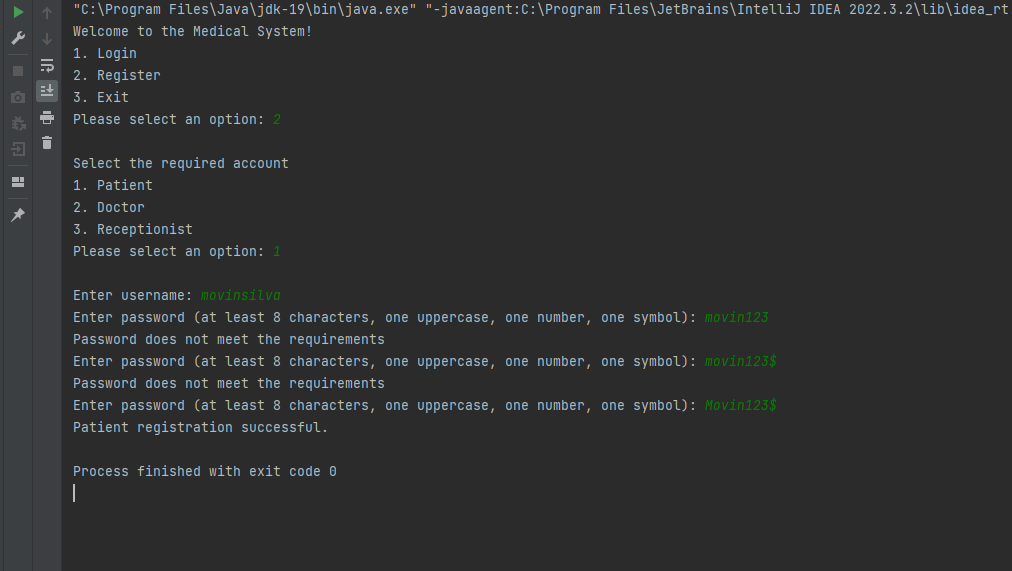 "C:\Program Files\Java\jdk-19\bin\java.exe" "-javaagent:C:\Program Files\JetBrains\IntelliJ IDEA 2022.3.2\lib\idea_rt
Welcome to the Medical System!
1. Login
2. Register
3. Exit
Please select an option: 2
Select the required account
1. Patient
2. Doctor
3. Receptionist
Please select an option: 1
Enter username: movinsilva
Enter password (at least 8 characters, one uppercase, one number, one symbol): movin123
Password does not meet the requirements
Enter password (at least 8 characters, one uppercase, one number, one symbol): movin123$
Password does not meet the requirements
Enter password (at least 8 characters, one uppercase, one number, one symbol): Movin123$
Patient registration successful.
Process finished with exit code 0